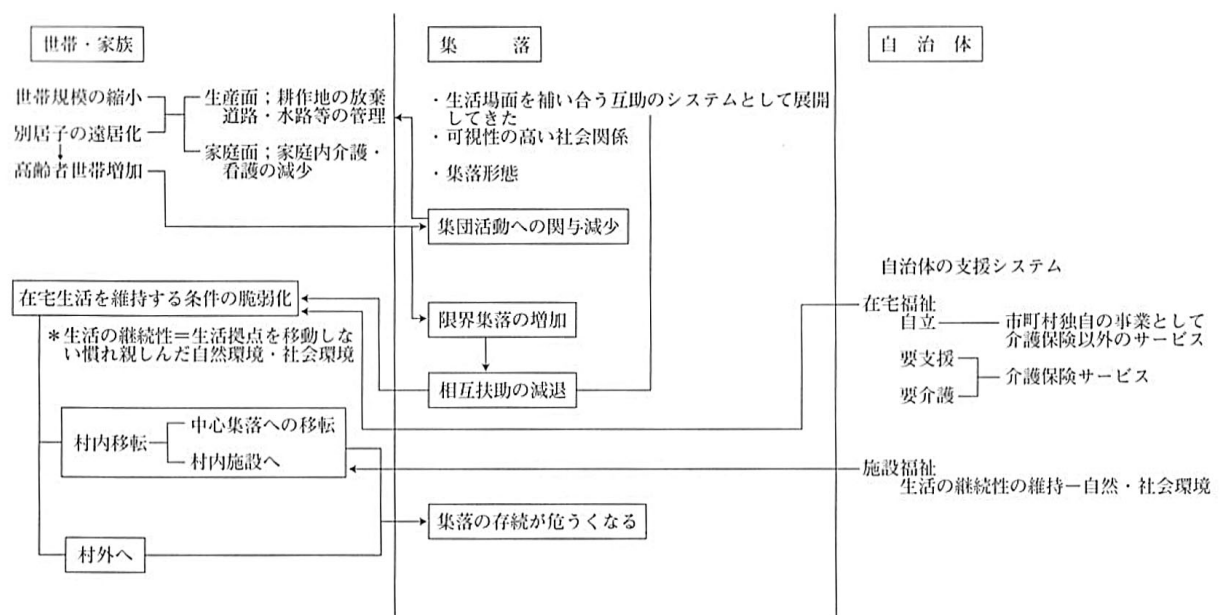 世帯・家族
世帯規模の縮小
別居子の遠居化
高齢者世帯増加
生産面；耕作地の放棄
道路・水路等の管理
家庭面；家庭内介護・
看護の減少
在宅生活を維持する条件の脆弱化
＊生活の継続性＝生活拠点を移動しな
い慣れ親しんだ自然環境・社会環境
村内移転
中心集落への移転
村内施設へ
村外へ
集落
・生活場面を補い合う互助のシステムとして展開
してきた
・可視性の高い社会関係
・集落形態
集団活動への関与減少
限界集落の増加
相互扶助の減退
集落の存続が危うくなる
自治体
自治体の支援システム
在宅福祉
自立
市町村独自の事業として
介護保険以外のサービス
要支援
要介護
介護保険サービス
施設福祉
生活の継続性の維持－自然・社会環境